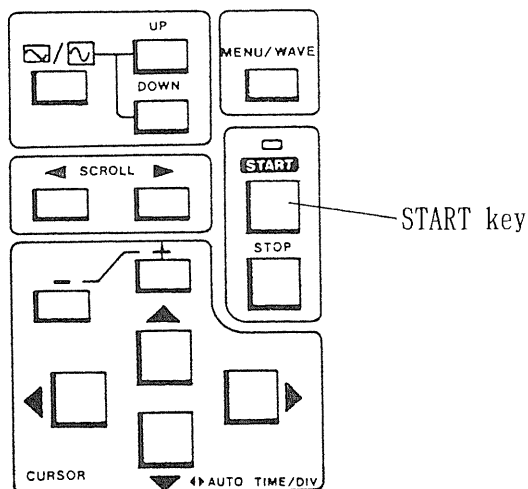 UP
/
MENU/WAVE
DOWN
◀ SCROLL ▶
START
START key
STOP
− +
CURSOR
◀▶AUTO TIME/DIV